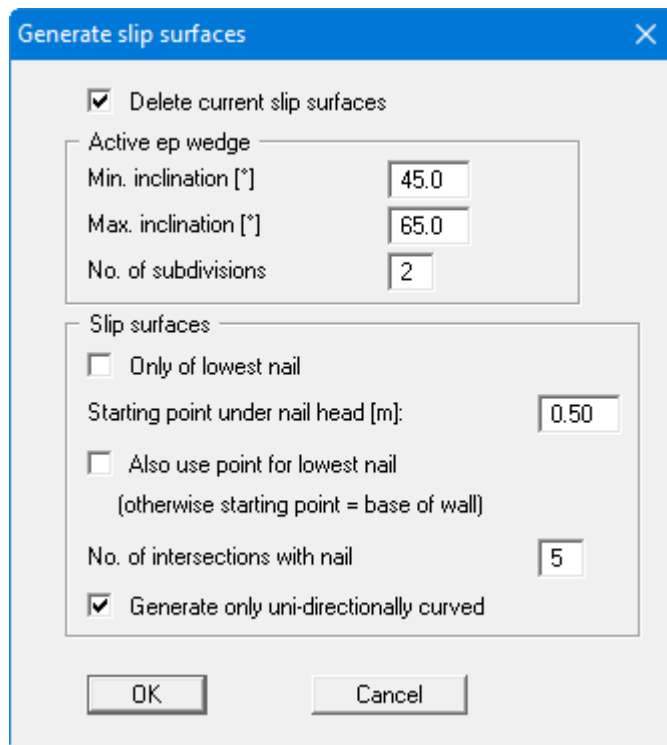 Generate slip surfaces
Delete current slip surfaces
Active ep wedge
Min. inclination [°] 45.0
Max. inclination [°] 65.0
No. of subdivisions 2
Slip surfaces
Only of lowest nail
Starting point under nail head [m]: 0.50
Also use point for lowest nail
(otherwise starting point = base of wall)
No. of intersections with nail 5
Generate only uni-directionally curved
OK Cancel